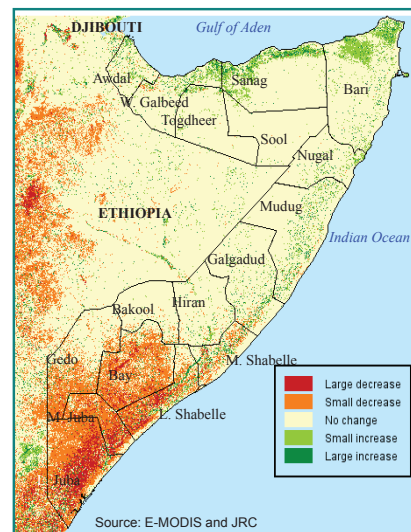 DJIBOUTI
Gulf of Aden
Awdal
Sanag
Bari
W. Galbeed
Togdheer
Sool
Nugal
ETHIOPIA
Mudug
Indian Ocean
Galgadud
Bakool
Hiran
Gedo
Bay
M. Shabelle
M. Juba
L. Shabelle
Juba
Large decrease
Small decrease
No change
Small increase
Large increase
Source: E-MODIS and JRC